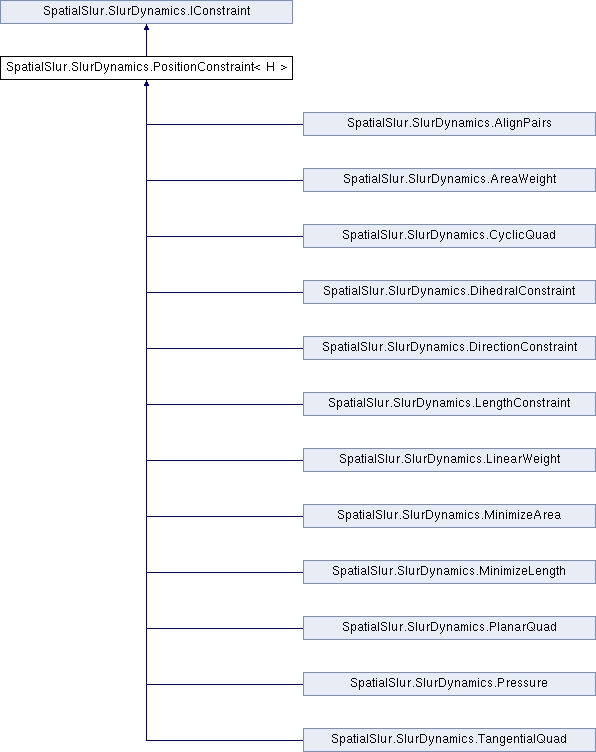 SpatialSlur.SlurDynamics.IConstraint
SpatialSlur.SlurDynamics.PositionConstraint< H >
SpatialSlur.SlurDynamics.AlignPairs
SpatialSlur.SlurDynamics.AreaWeight
SpatialSlur.SlurDynamics.CyclicQuad
SpatialSlur.SlurDynamics.DihedralConstraint
SpatialSlur.SlurDynamics.DirectionConstraint
SpatialSlur.SlurDynamics.LengthConstraint
SpatialSlur.SlurDynamics.LinearWeight
SpatialSlur.SlurDynamics.MinimizeArea
SpatialSlur.SlurDynamics.MinimizeLength
SpatialSlur.SlurDynamics.PlanarQuad
SpatialSlur.SlurDynamics.Pressure
SpatialSlur.SlurDynamics.TangentialQuad